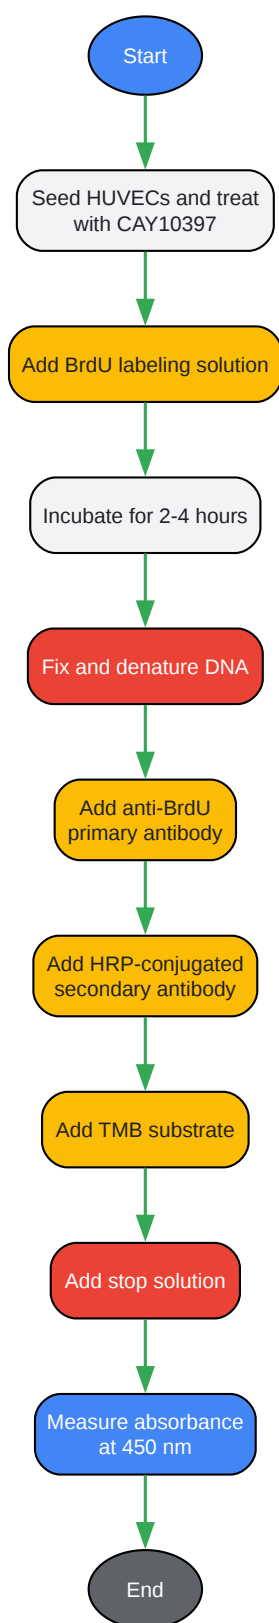 Start
Seed HUVECs and treat
with CAY10397
Add BrdU labeling solution
Incubate for 2-4 hours
Fix and denature DNA
Add anti-BrdU
primary antibody
Add HRP-conjugated
secondary antibody
Add TMB substrate
Add stop solution
Measure absorbance
at 450 nm
End